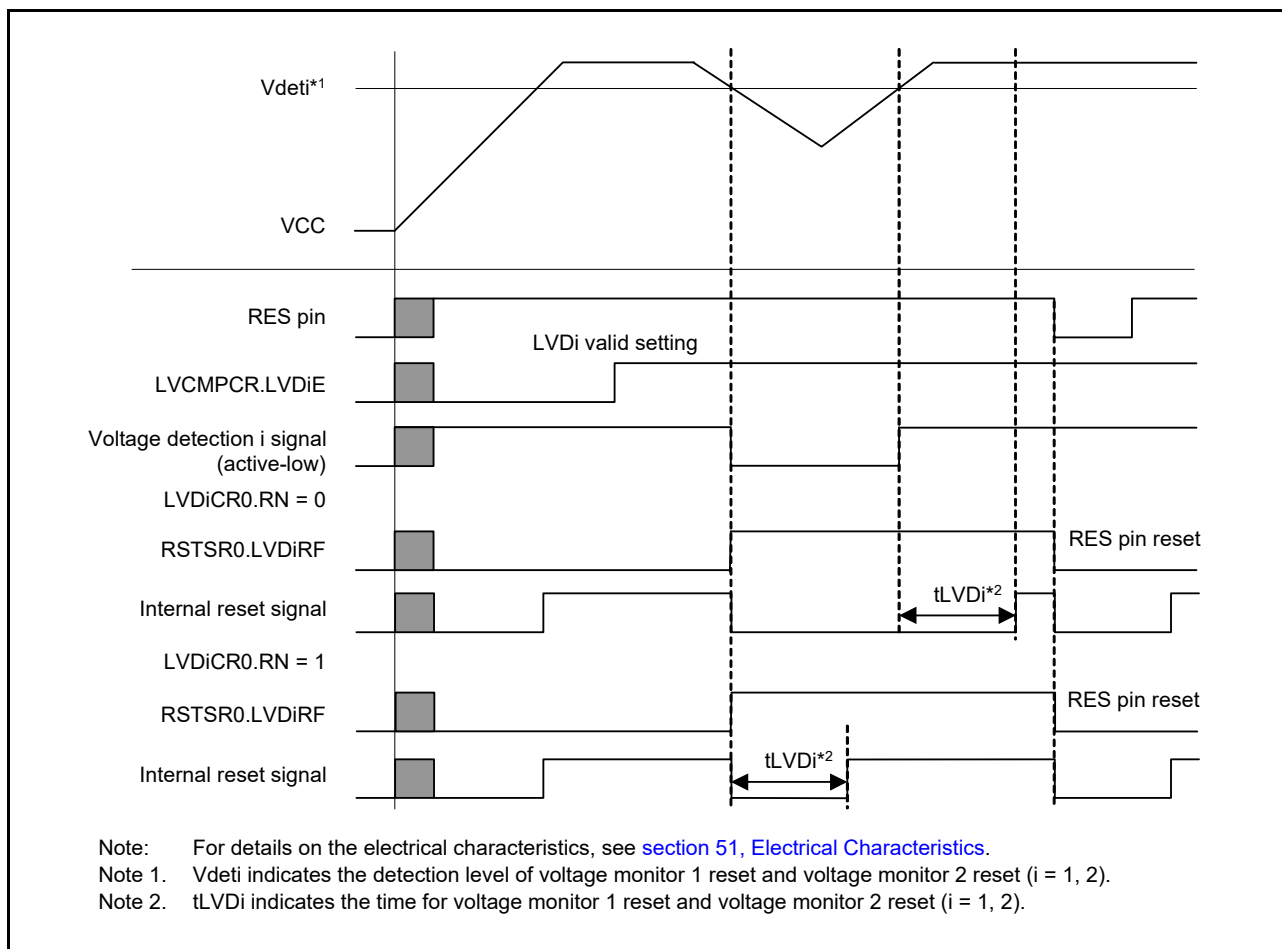 Vdeti*1
VCC
RES pin
LVDi valid setting
LVCMPCR.LVDiE
Voltage detection i signal
(active-low)
LVDiCR0.RN = 0
RSTSR0.LVDiRF
RES pin reset
Internal reset signal
tLVDi*2
LVDiCR0.RN = 1
RSTSR0.LVDiRF
RES pin reset
Internal reset signal
tLVDi*2
Note: For details on the electrical characteristics, see section 51, Electrical Characteristics.
Note 1. Vdeti indicates the detection level of voltage monitor 1 reset and voltage monitor 2 reset (i = 1, 2).
Note 2. tLVDi indicates the time for voltage monitor 1 reset and voltage monitor 2 reset (i = 1, 2).